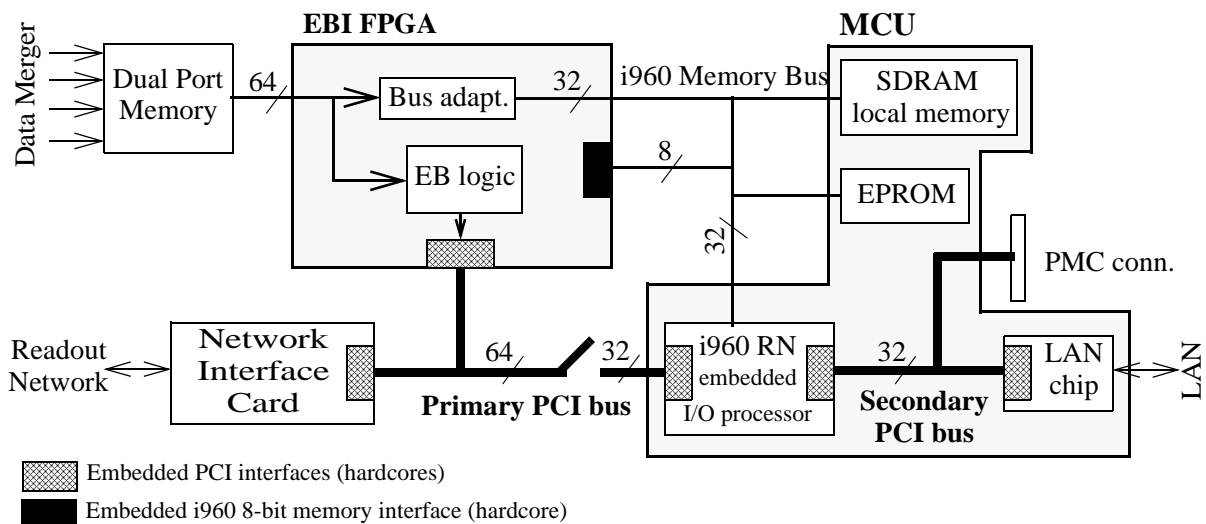 EBI FPGA
MCU
Data Merger
Dual Port
Memory
64
Bus adapt.
32
i960 Memory Bus
SDRAM
local memory
EB logic
8
EPROM
32
PMC conn.
Readout
Network
Network
Interface
Card
64
32
Primary PCI bus
i960 RN
embedded
I/O processor
32
Secondary
PCI bus
LAN
chip
LAN
Embedded PCI interfaces (hardcores)
Embedded i960 8-bit memory interface (hardcore)